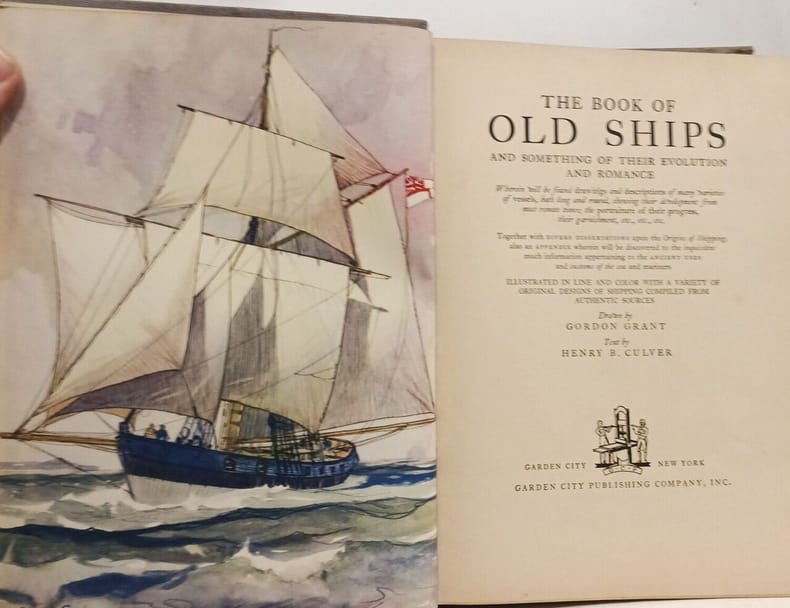 THE BOOK OF
OLD SHIPS
AND SOMETHING OF THEIR EVOLUTION
AND ROMANCE
Wherein will be found drawings and descriptions of many varieties
of vessels, both long and round, showing their development from
most remote times; the portraiture of their progress,
their garnishment, etc., etc., etc.
Together with DIVERS DISSERTATIONS upon the Origins of Shipping;
also an APPENDIX wherein will be discovered to the inquisitive
much information appertaining to the ANCIENT USES
and customs of the sea and mariners
ILLUSTRATED IN LINE AND COLOR WITH A VARIETY OF
ORIGINAL DESIGNS OF SHIPPING COMPILED FROM
AUTHENTIC SOURCES
Drawn by
GORDON GRANT
Text by
HENRY B. CULVER
GARDEN CITY NEW YORK
GARDEN CITY PUBLISHING COMPANY, INC.